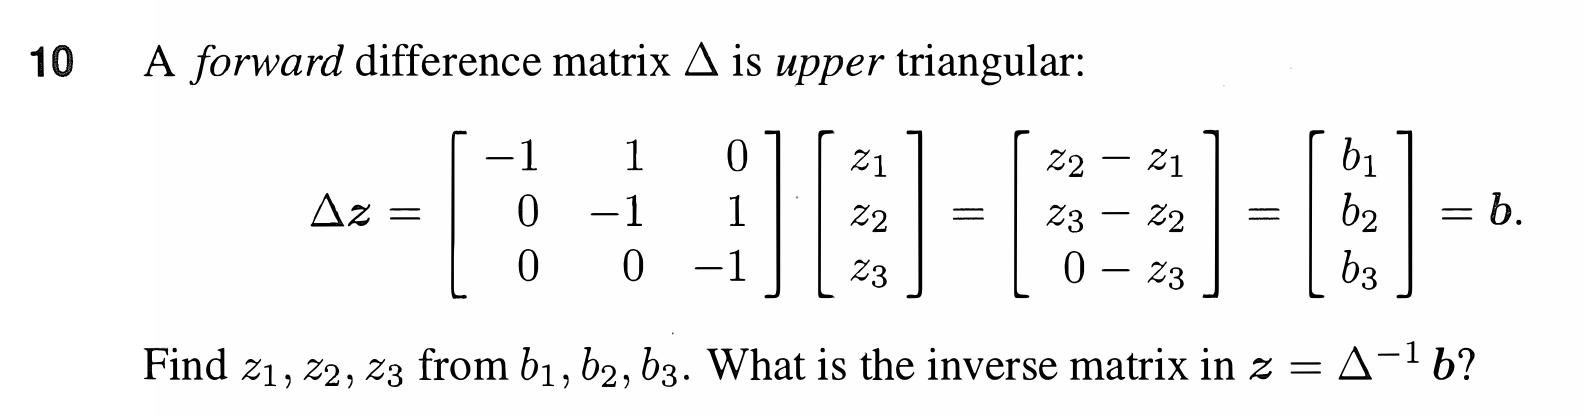 10 A forward difference matrix Δ is upper triangular:
Δz = [ −1 1 0 ; 0 −1 1 ; 0 0 −1 ] [ z₁ ; z₂ ; z₃ ] = [ z₂ − z₁ ; z₃ − z₂ ; 0 − z₃ ] = [ b₁ ; b₂ ; b₃ ] = b.
Find z₁, z₂, z₃ from b₁, b₂, b₃. What is the inverse matrix in z = Δ⁻¹ b?